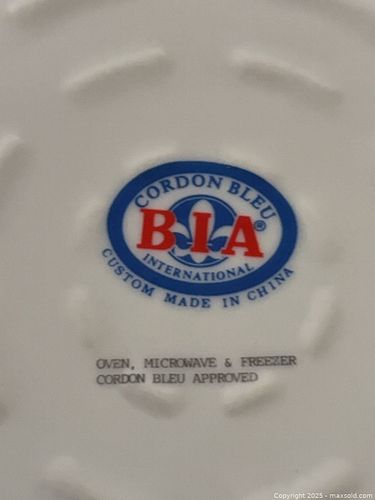 CORDON BLEU
BIA®
INTERNATIONAL
CUSTOM MADE IN CHINA
OVEN, MICROWAVE & FREEZER
CORDON BLEU APPROVED
Copyright 2025 - maxsold.com